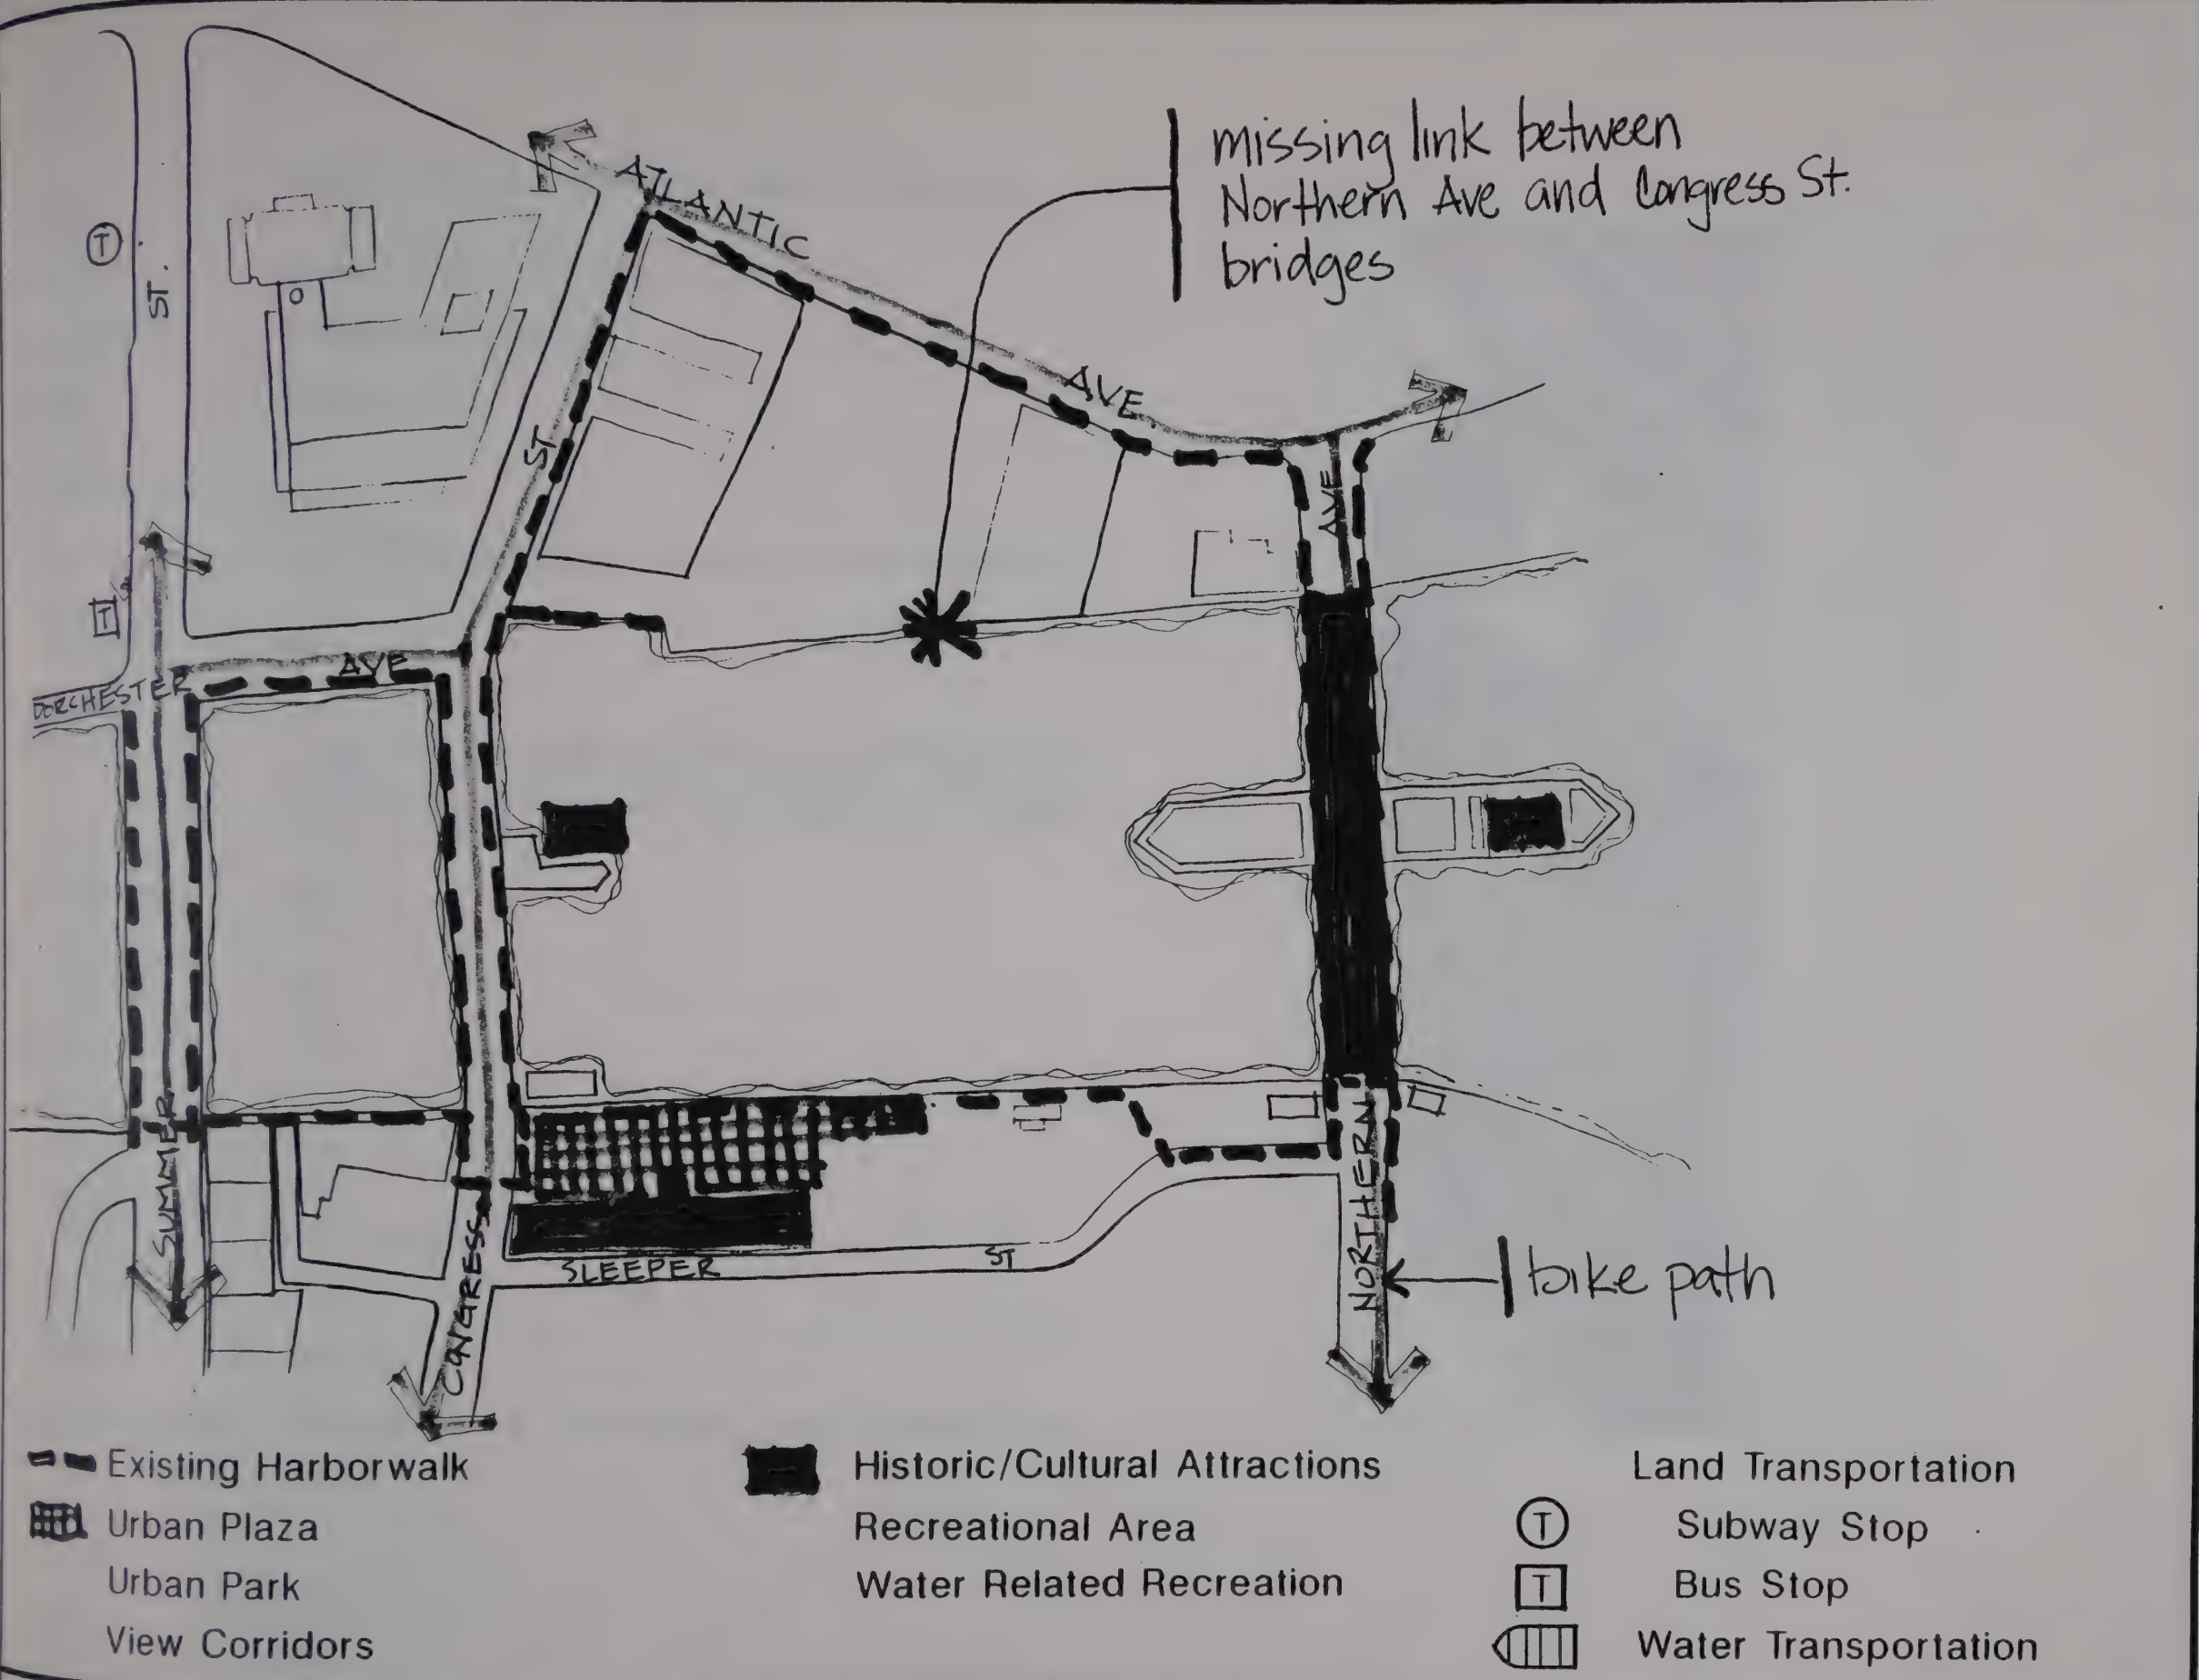 missing link between
Northern Ave and Congress St.
bridges
ATLANTIC
AVE
T
ST.
ST
AVE
T
AVE
DORCHESTER
SUMMER
CONGRESS
SLEEPER
ST
NORTHERN
bike path
Existing Harborwalk
Urban Plaza
Urban Park
View Corridors
Historic/Cultural Attractions
Recreational Area
Water Related Recreation
Land Transportation
T Subway Stop
T Bus Stop
Water Transportation